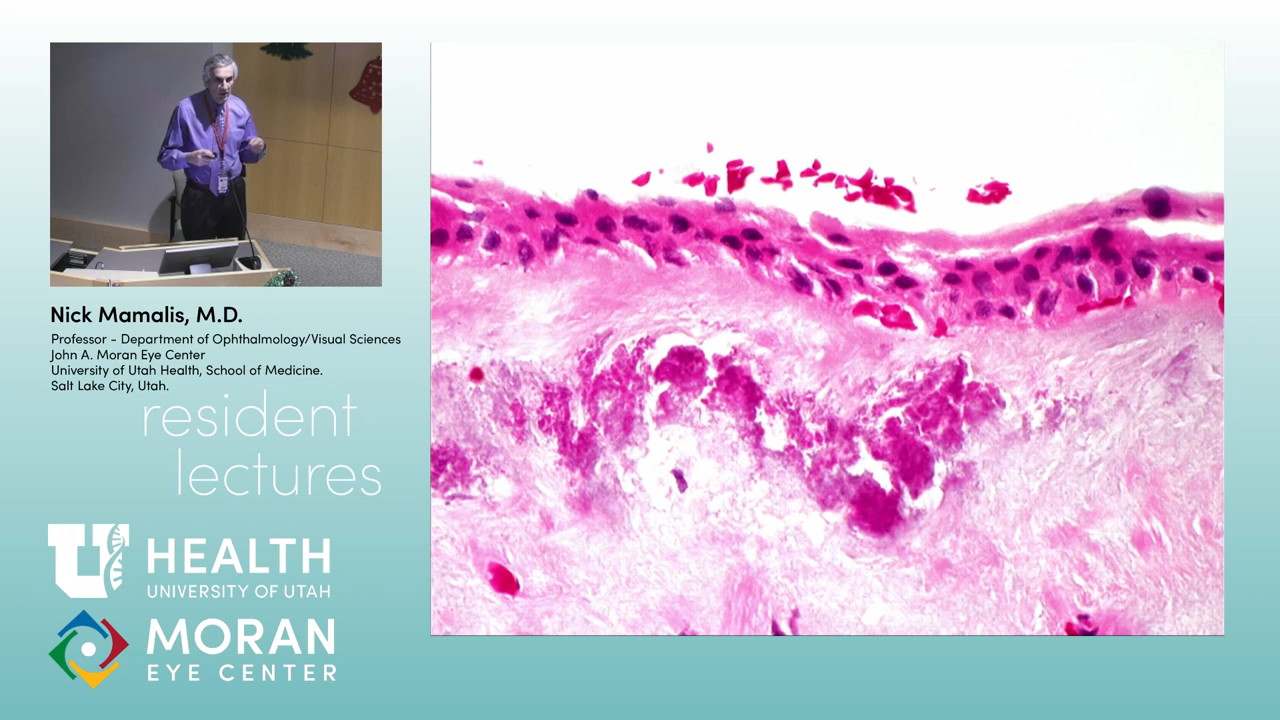 Nick Mamalis, M.D.
Professor - Department of Ophthalmology/Visual Sciences
John A. Moran Eye Center
University of Utah Health, School of Medicine.
Salt Lake City, Utah.
resident
lectures
U HEALTH
UNIVERSITY OF UTAH
MORAN
EYE CENTER